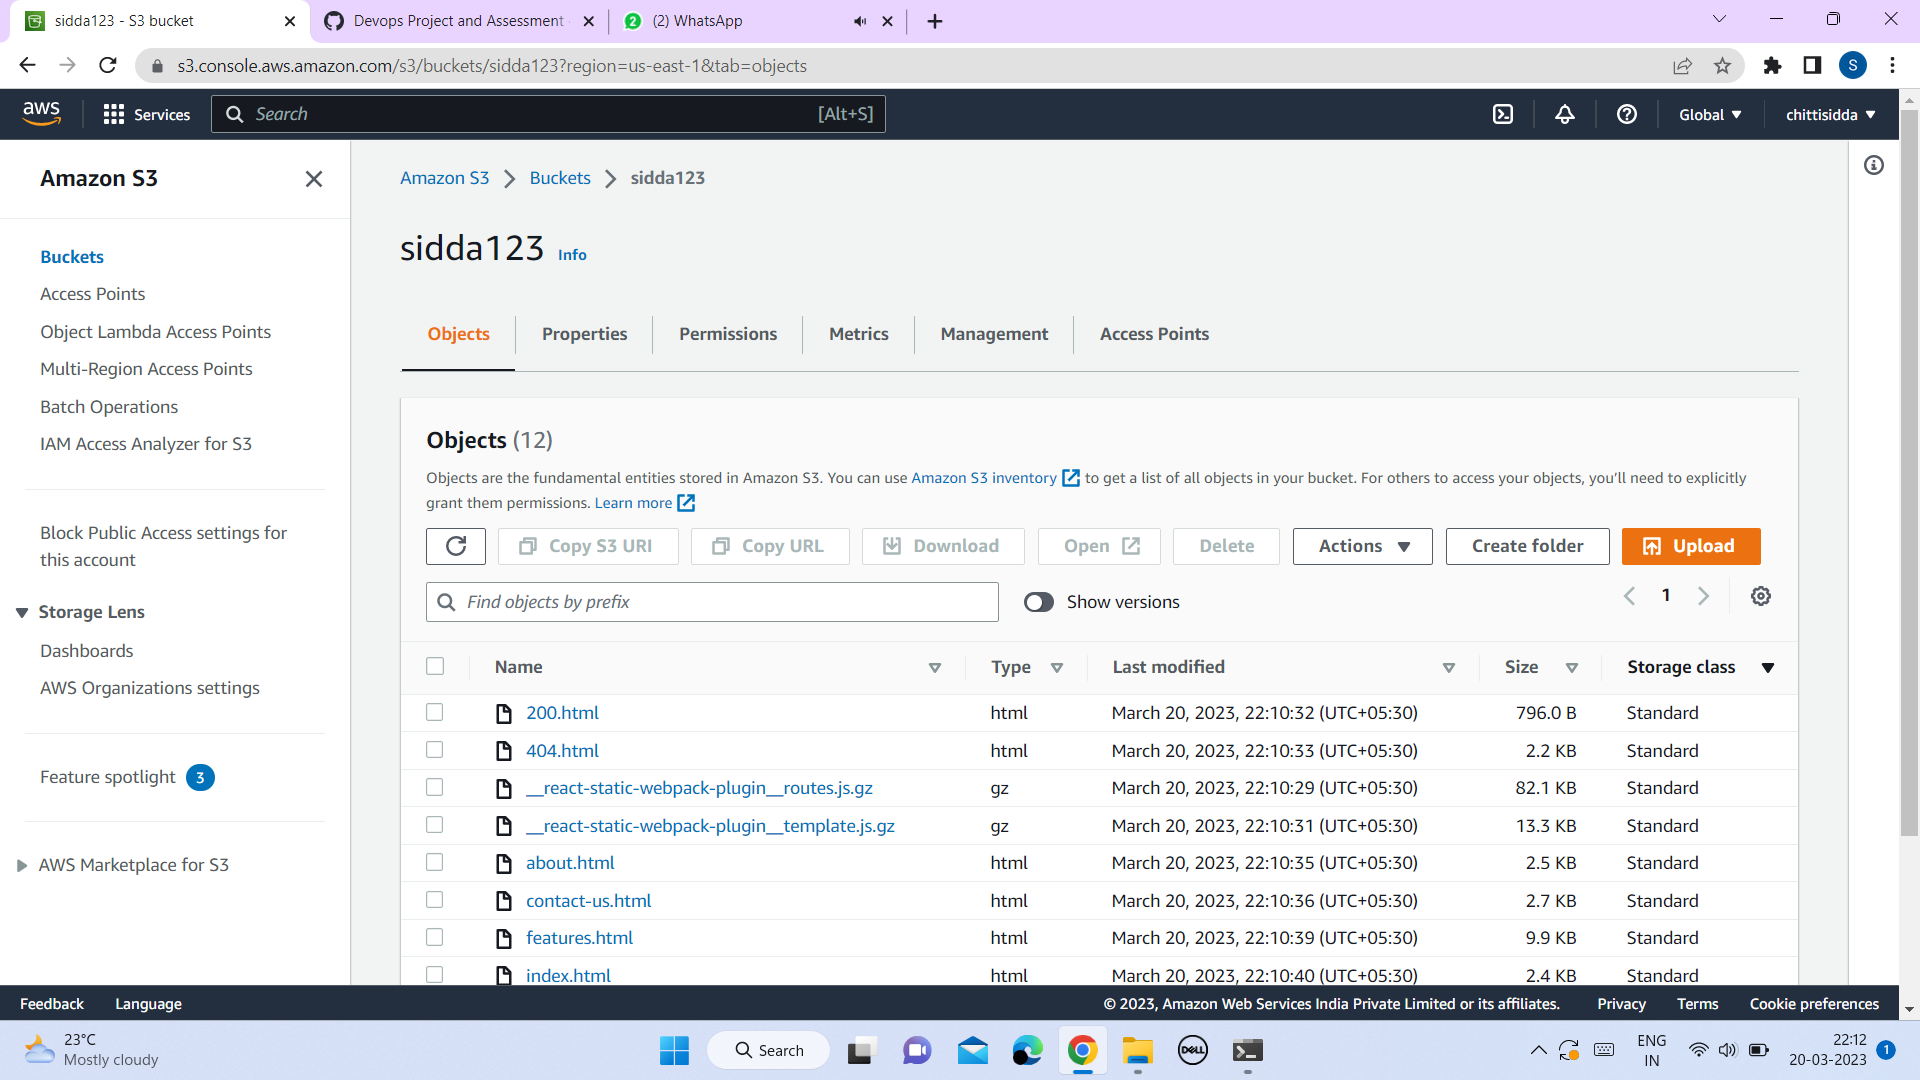 sidda123 - S3 bucket
Devops Project and Assessment
(2) WhatsApp
s3.console.aws.amazon.com/s3/buckets/sidda123?region=us-east-1&tab=objects
S
aws
Services
Search
[Alt+S]
Global
chittisidda
Amazon S3
Buckets
Access Points
Object Lambda Access Points
Multi-Region Access Points
Batch Operations
IAM Access Analyzer for S3
Block Public Access settings for
this account
Storage Lens
Dashboards
AWS Organizations settings
Feature spotlight 3
AWS Marketplace for S3
Amazon S3 > Buckets > sidda123
sidda123 Info
Objects Properties Permissions Metrics Management Access Points
Objects (12)
Objects are the fundamental entities stored in Amazon S3. You can use Amazon S3 inventory to get a list of all objects in your bucket. For others to access your objects, you’ll need to explicitly
grant them permissions. Learn more
Copy S3 URI Copy URL Download Open Delete Actions Create folder Upload
Find objects by prefix
Show versions
1
Name Type Last modified Size Storage class
200.html html March 20, 2023, 22:10:32 (UTC+05:30) 796.0 B Standard
404.html html March 20, 2023, 22:10:33 (UTC+05:30) 2.2 KB Standard
__react-static-webpack-plugin__routes.js.gz gz March 20, 2023, 22:10:29 (UTC+05:30) 82.1 KB Standard
__react-static-webpack-plugin__template.js.gz gz March 20, 2023, 22:10:31 (UTC+05:30) 13.3 KB Standard
about.html html March 20, 2023, 22:10:35 (UTC+05:30) 2.5 KB Standard
contact-us.html html March 20, 2023, 22:10:36 (UTC+05:30) 2.7 KB Standard
features.html html March 20, 2023, 22:10:39 (UTC+05:30) 9.9 KB Standard
index.html html March 20, 2023, 22:10:40 (UTC+05:30) 2.4 KB Standard
Feedback Language
© 2023, Amazon Web Services India Private Limited or its affiliates. Privacy Terms Cookie preferences
23°C
Mostly cloudy
Search
DELL
ENG
IN
22:12
20-03-2023
1